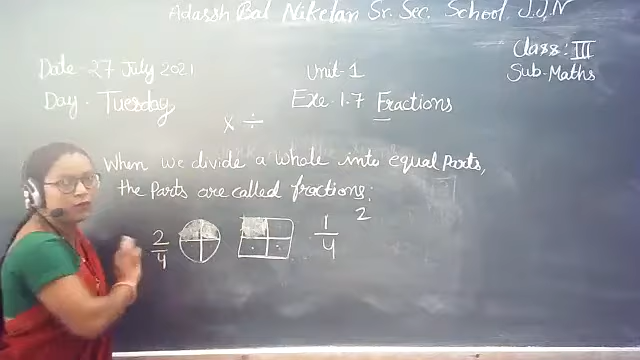 Adassh Bal Niketan Sr. Sec. School J.J.N
Class: III
Date- 27 July 2021 Unit-1 Sub-Maths
Day. Tuesday Exe. 1.7 Fractions
× ÷
When we divide a whole into equal Parts,
the Parts are called fractions:
2/4 1/4 2